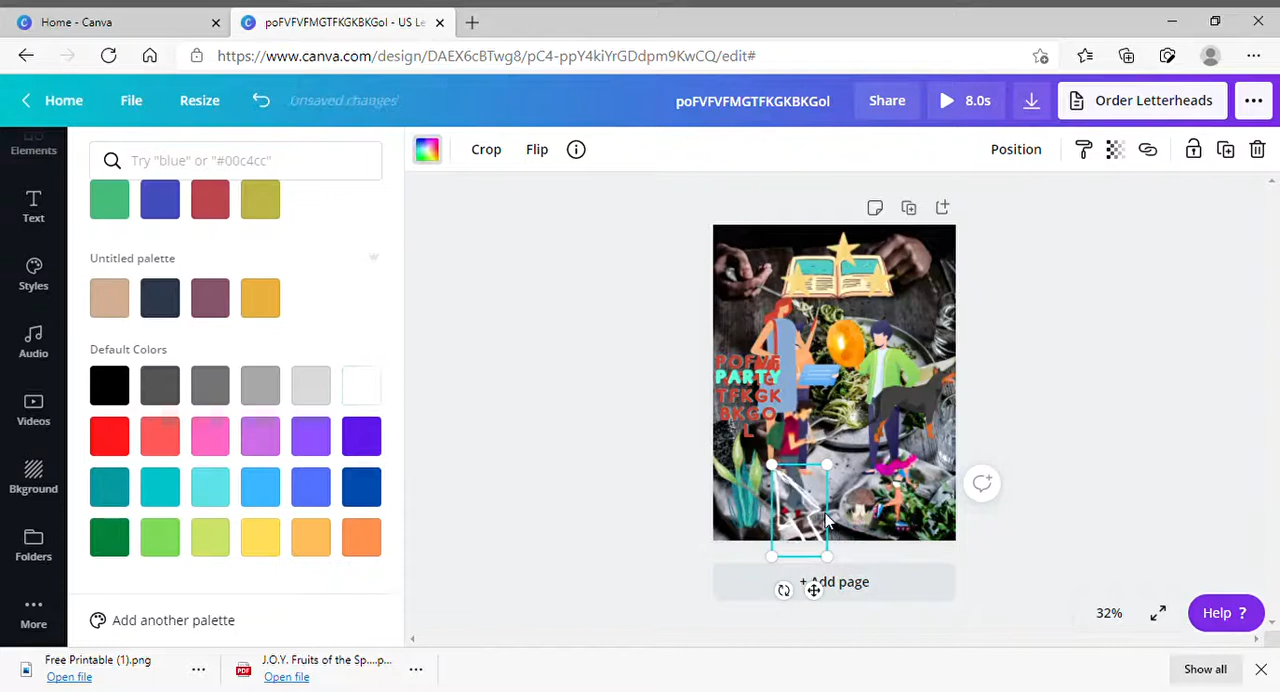 Home - Canva
poFVFVFMGTFKGKBKGol - US Le
https://www.canva.com/design/DAEX6cBTwg8/pC4-ppY4kiYrGDdpm9KwCQ/edit#
Home File Resize Unsaved changes poFVFVFMGTFKGKBKGol Share 8.0s Order Letterheads
Elements
Text
Styles
Audio
Videos
Bkground
Folders
More
Try "blue" or "#00c4cc"
Untitled palette
Default Colors
Add another palette
Crop Flip Position
PARTY
TFKGK
BKGO
L
+ Add page
32%
Help ?
Free Printable (1).png
Open file
J.O.Y. Fruits of the Sp....p...
Open file
Show all